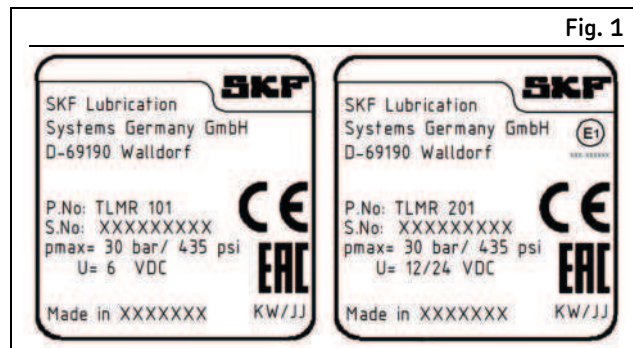 Fig. 1
SKF
SKF Lubrication
Systems Germany GmbH
D-69190 Walldorf
P.No: TLMR 101
S.No: XXXXXXXXX
pmax= 30 bar/ 435 psi
U= 6 VDC
CE
EAC
Made in XXXXXXX
KW/JJ
SKF
SKF Lubrication
Systems Germany GmbH
E1
D-69190 Walldorf
xxx xxxxxx
P.No: TLMR 201
S.No: XXXXXXXXX
pmax= 30 bar/ 435 psi
U= 12/24 VDC
CE
EAC
Made in XXXXXXX
KW/JJ